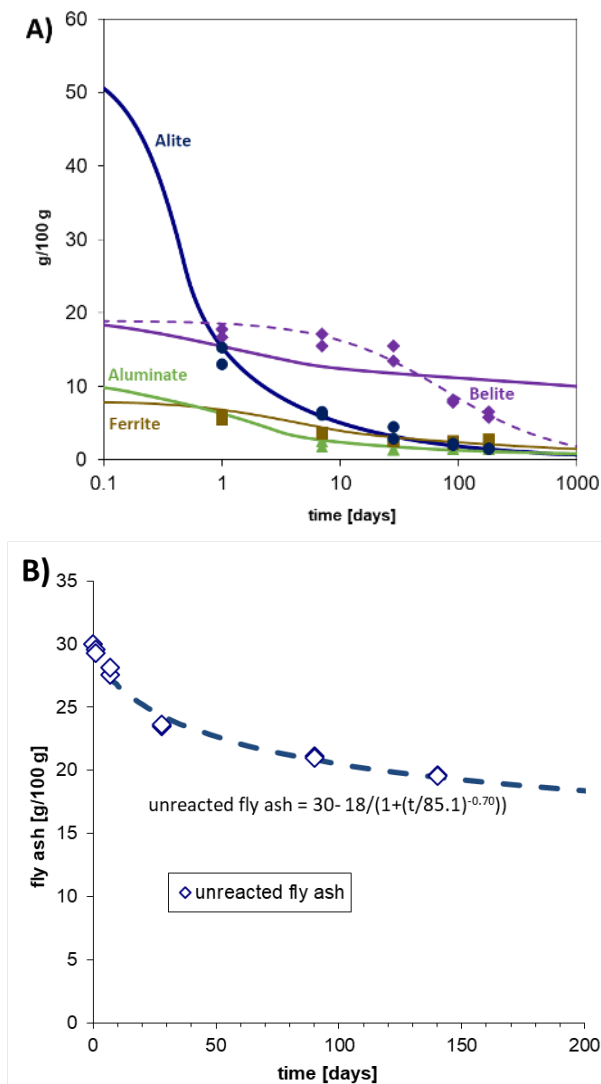 A)
60
50
40
30
20
10
0
g/100 g
Alite
Aluminate
Ferrite
Belite
0.1 1 10 100 1000
time [days]
B)
35
30
25
20
15
10
5
0
fly ash [g/100 g]
unreacted fly ash = 30- 18/(1+(t/85.1)-0.70))
unreacted fly ash
0 50 100 150 200
time [days]